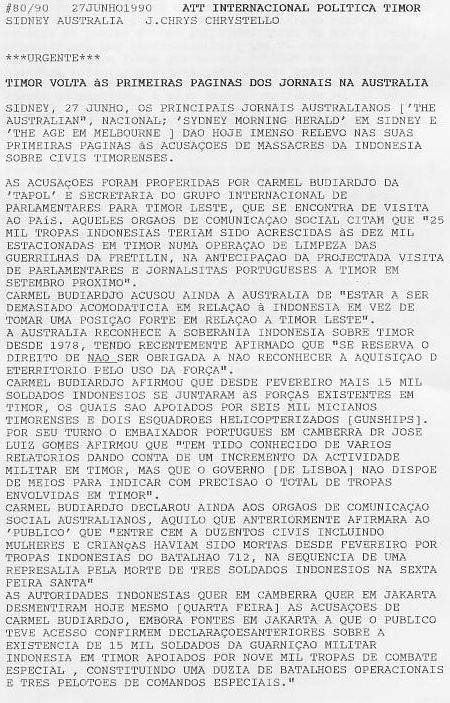 #80/90 27JUNHO1990 ATT INTERNACIONAL POLITICA TIMOR
SIDNEY AUSTRALIA J.CHRYS CHRYSTELLO
***URGENTE***
TIMOR VOLTA àS PRIMEIRAS PAGINAS DOS JORNAIS NA AUSTRALIA
SIDNEY, 27 JUNHO, OS PRINCIPAIS JORNAIS AUSTRALIANOS ['THE
AUSTRALIAN", NACIONAL; 'SYDNEY MORNING HERALD' EM SIDNEY E
'THE AGE EM MELBOURNE ] DAO HOJE IMENSO RELEVO NAS SUAS
PRIMEIRAS PAGINAS àS ACUSAÇOES DE MASSACRES DA INDONESIA
SOBRE CIVIS TIMORENSES.
AS ACUSAçOES FORAM PROFERIDAS POR CARMEL BUDIARDJO DA
'TAPOL' E SECRETARIA DO GRUPO INTERNACIONAL DE
PARLAMENTARES PARA TIMOR LESTE, QUE SE ENCONTRA DE VISITA
AO PAíS. AQUELES ORGAOS DE COMUNICAÇAO SOCIAL CITAM QUE "25
MIL TROPAS INDONESIAS TERIAM SIDO ACRESCIDAS àS DEZ MIL
ESTACIONADAS EM TIMOR NUMA OPERAÇAO DE LIMPEZA DAS
GUERRILHAS DA FRETILIN, NA ANTECIPAÇAO DA PROJECTADA VISITA
DE PARLAMENTARES E JORNALSITAS PORTUGUESES A TIMOR EM
SETEMBRO PROXIMO".
CARMEL BUDIARDJO ACUSOU AINDA A AUSTRALIA DE "ESTAR A SER
DEMASIADO ACOMODATICIA EM RELAÇAO à INDONESIA EM VEZ DE
TOMAR UMA POSIÇAO FORTE EM RELAÇAO A TIMOR LESTE".
A AUSTRALIA RECONHECE A SOBERANIA INDONESIA SOBRE TIMOR
DESDE 1978, TENDO RECENTEMENTE AFIRMADO QUE "SE RESERVA O
DIREITO DE NAO SER OBRIGADA A NAO RECONHECER A AQUISIÇAO D
ETERRITORIO PELO USO DA FORÇA".
CARMEL BUDIARDJO AFIRMOU QUE DESDE FEVEREIRO MAIS 15 MIL
SOLDADOS INDONESIOS SE JUNTARAM àS FORÇAS EXISTENTES EM
TIMOR, OS QUAIS SAO APOIADOS POR SEIS MIL MICIANOS
TIMORENSES E DOIS ESQUADROES HELICOPTERIZADOS [GUNSHIPS].
POR SEU TURNO O EMBAIXADOR PORTUGUES EM CAMBERRA DR JOSE
LUIZ GOMES AFIRMOU QUE "TEM TIDO CONHECIDO DE VARIOS
RELATORIOS DANDO CONTA DE UM INCREMENTO DA ACTIVIDADE
MILITAR EM TIMOR, MAS QUE O GOVERNO [DE LISBOA] NAO DISPOE
DE MEIOS PARA INDICAR COM PRECISAO O TOTAL DE TROPAS
ENVOLVIDAS EM TIMOR".
CARMEL BUDIARDJO DECLAROU AINDA AOS ORGAOS DE COMUNICAÇAO
SOCIAL AUSTRALIANOS, AQUILO QUE ANTERIORMENTE AFIRMARA AO
'PUBLICO' QUE "ENTRE CEM A DUZENTOS CIVIS INCLUINDO
MULHERES E CRIANçAS HAVIAM SIDO MORTAS DESDE FEVEREIRO POR
TROPAS INDONESIAS DO BATALHAO 712, NA SEQUENCIA DE UMA
REPRESALIA PELA MORTE DE TRES SOLDADOS INDONESIOS NA SEXTA
FEIRA SANTA"
AS AUTORIDADES INDONESIAS QUER EM CAMBERRA QUER EM JAKARTA
DESMENTIRAM HOJE MESMO [QUARTA FEIRA] AS ACUSAÇOES DE
CARMEL BUDIARDJO, EMBORA FONTES EM JAKARTA A QUE O PUBLICO
TEVE ACESSO CONFIRMEM DECLARAÇOESANTERIORES SOBRE A
EXISTENCIA DE 15 MIL SOLDADOS DA GUARNIÇAO MILITAR
INDONESIA EM TIMOR APOIADOS POR NOVE MIL TROPAS DE COMBATE
ESPECIAL , CONSTITUINDO UMA DUZIA DE BATALHOES OPERACIONAIS
E TRES PELOTOES DE COMANDOS ESPECIAIS."